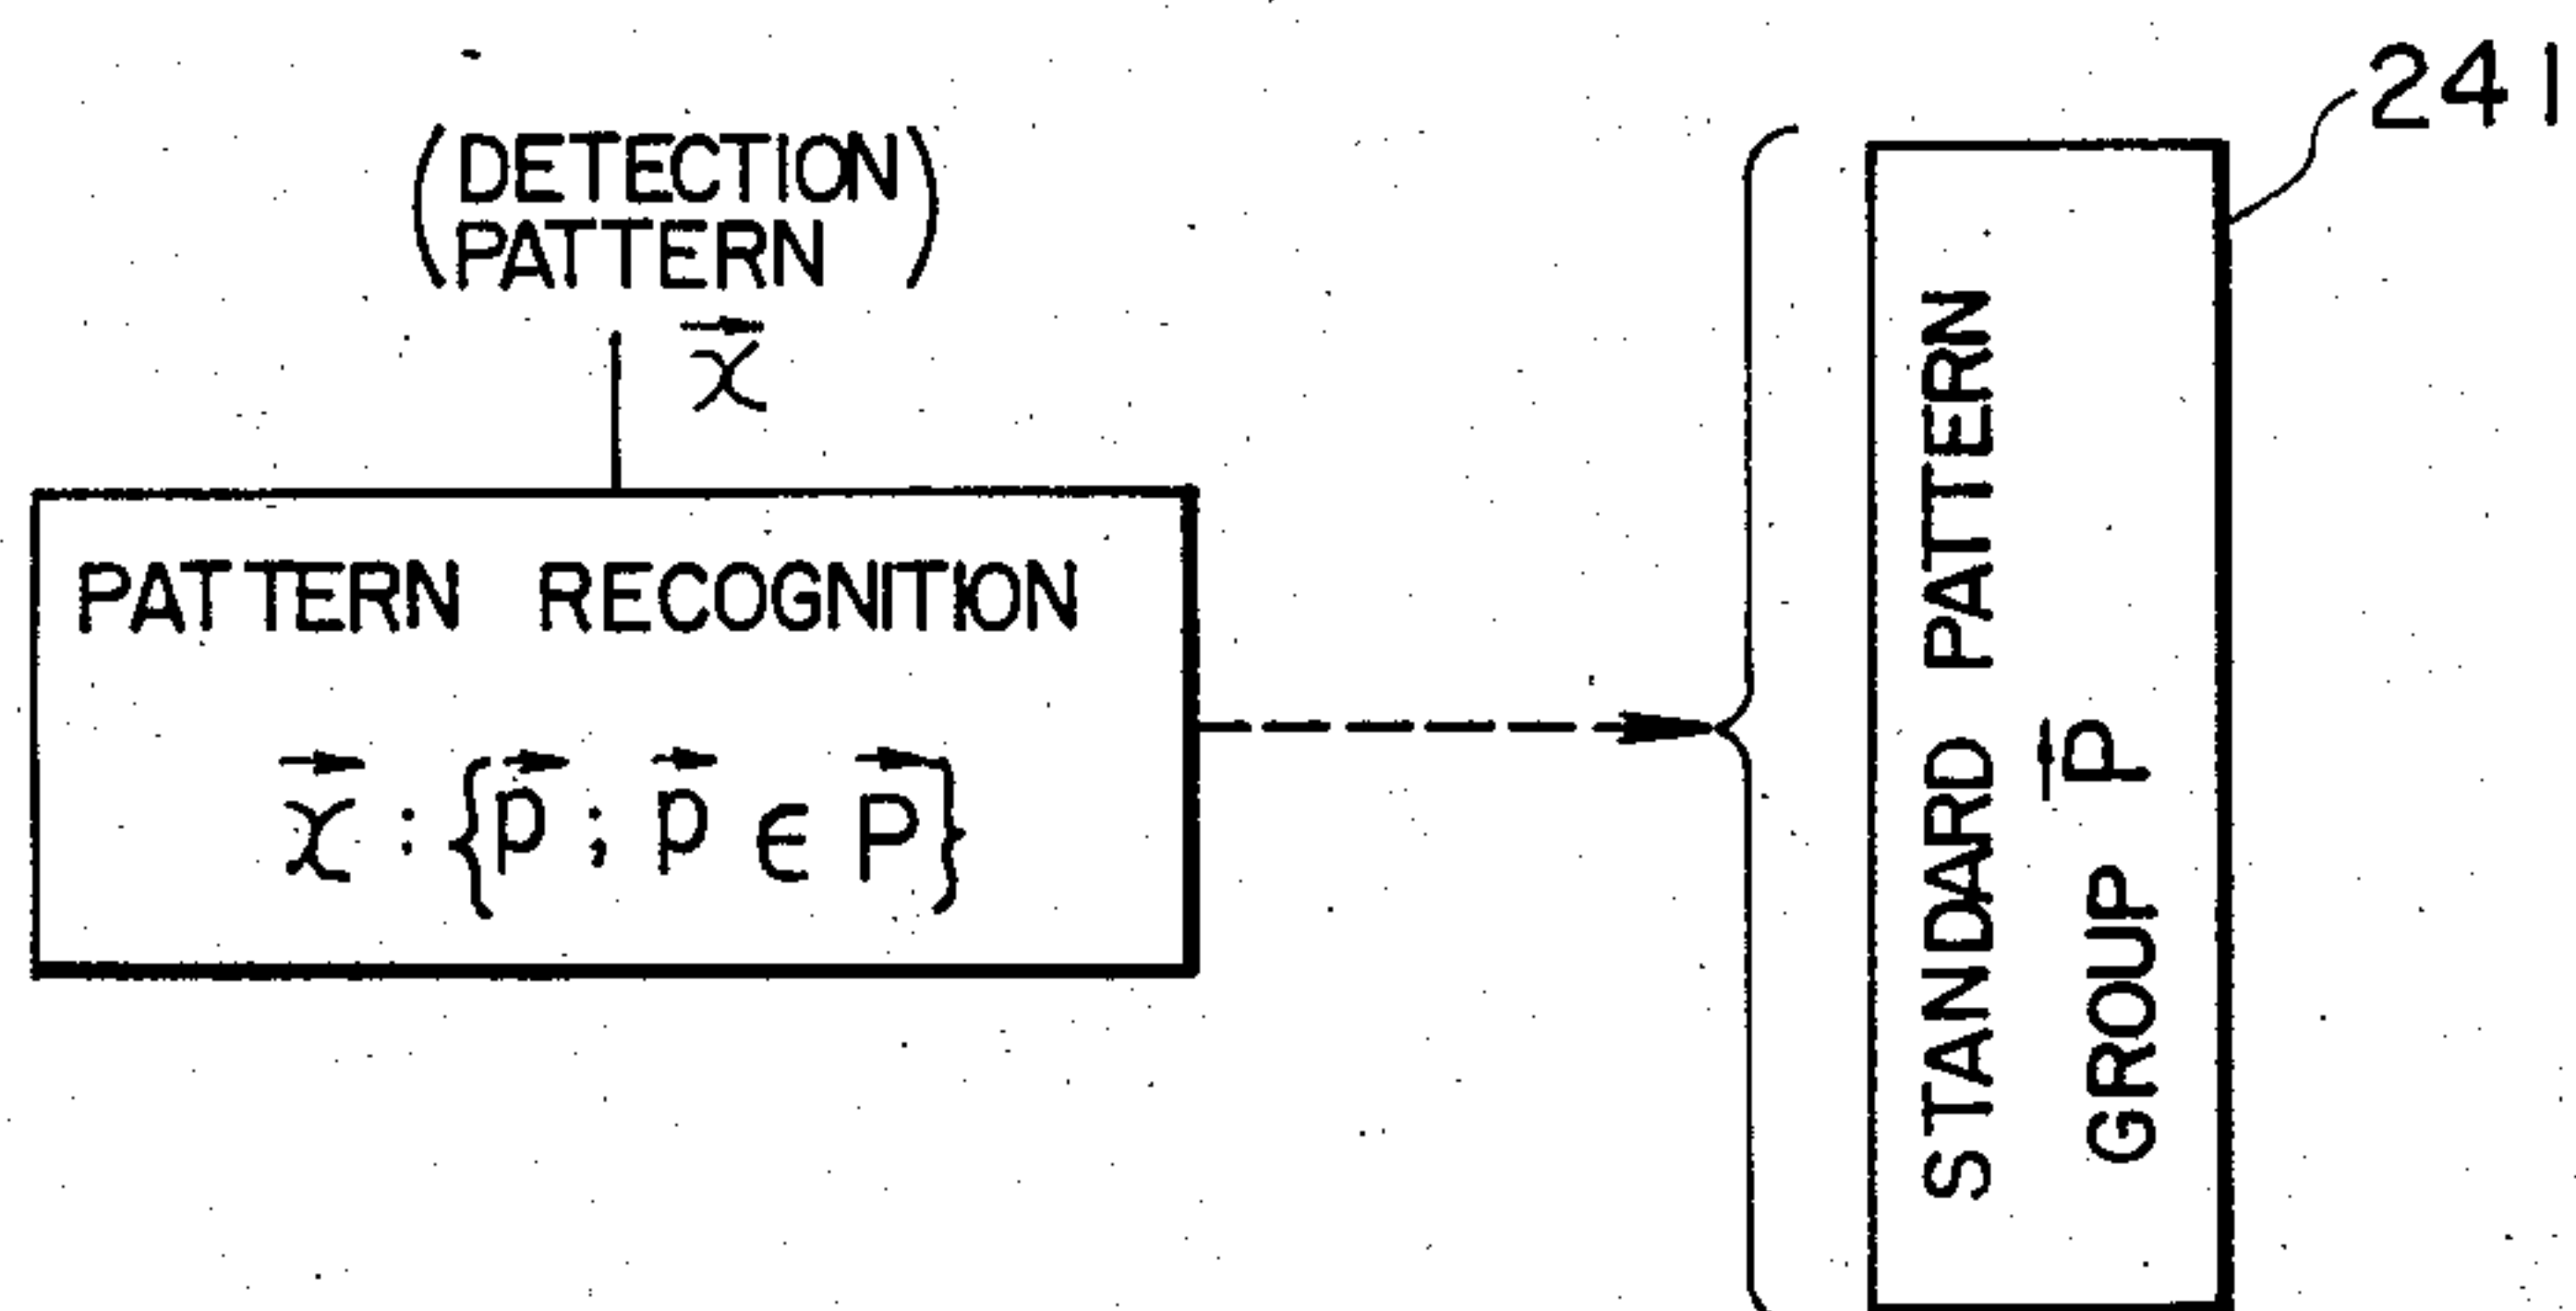 (DETECTION
PATTERN)
x⃗
PATTERN RECOGNITION
x⃗ : {p⃗ ; p⃗ ∈ P⃗}
STANDARD PATTERN
GROUP P⃗
241